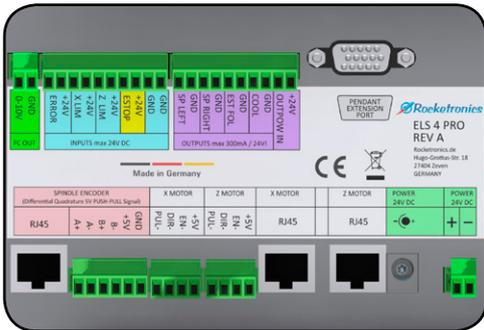 0-10V
GND
FC OUT
ERROR
+24V
X LIM
+24V
Z LIM
+24V
ESTOP
+24V
GND
GND
INPUTS max 24V DC
SP LEFT
GND
SP RIGHT
GND
EST FOL
GND
COOL
GND
OUTPOW IN
+24V
OUTPUTS max 300mA / 24V!
PENDANT
EXTENSION
PORT
Rocketronics
ELS 4 PRO
REV A
Rocketronics.de
Hugo-Grotius-Str. 18
27404 Zeven
GERMANY
Made in Germany
CE
SPINDLE ENCODER
(Differential Quadrature 5V PUSH-PULL Signal)
X MOTOR
Z MOTOR
X MOTOR
Z MOTOR
POWER
24V DC
POWER
24V DC
RJ45
A+
A-
B+
B-
+5V
GND
PUL-
DIR-
EN-
+5V
PUL-
DIR-
EN-
+5V
RJ45
RJ45
+
-